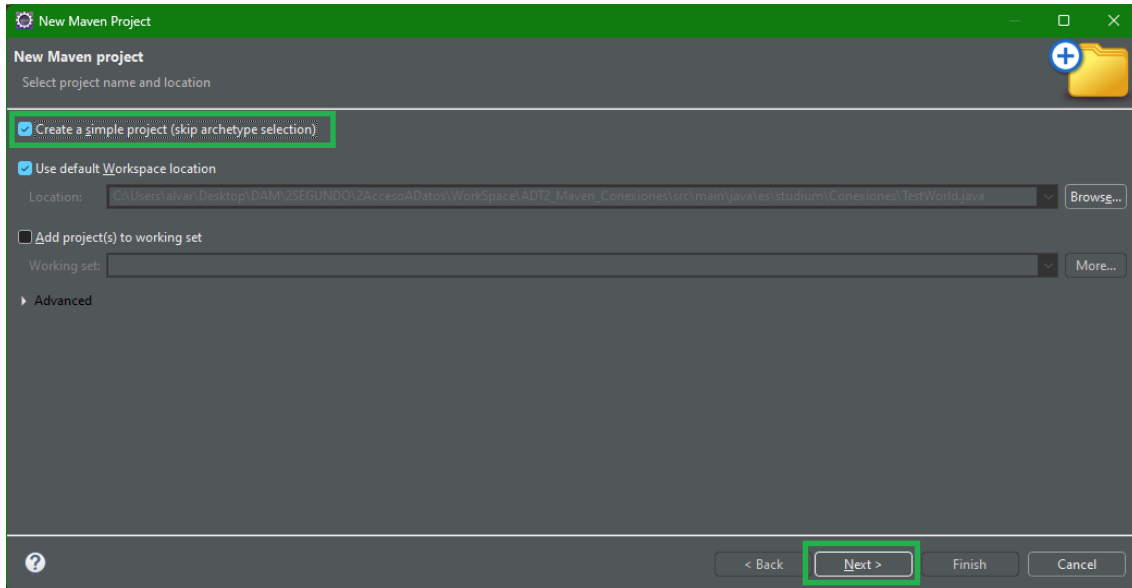 New Maven Project
New Maven project
Select project name and location
Create a simple project (skip archetype selection)
Use default Workspace location
Location: C:\Users\alvar\Desktop\DAM\2SEGUNDO\2AccesoADatos\WorkSpace\ADT2_Maven_Conexiones\src\main\java\es\studium\Conexiones\TestWorld.java Browse...
Add project(s) to working set
Working set: More...
Advanced
? < Back Next > Finish Cancel